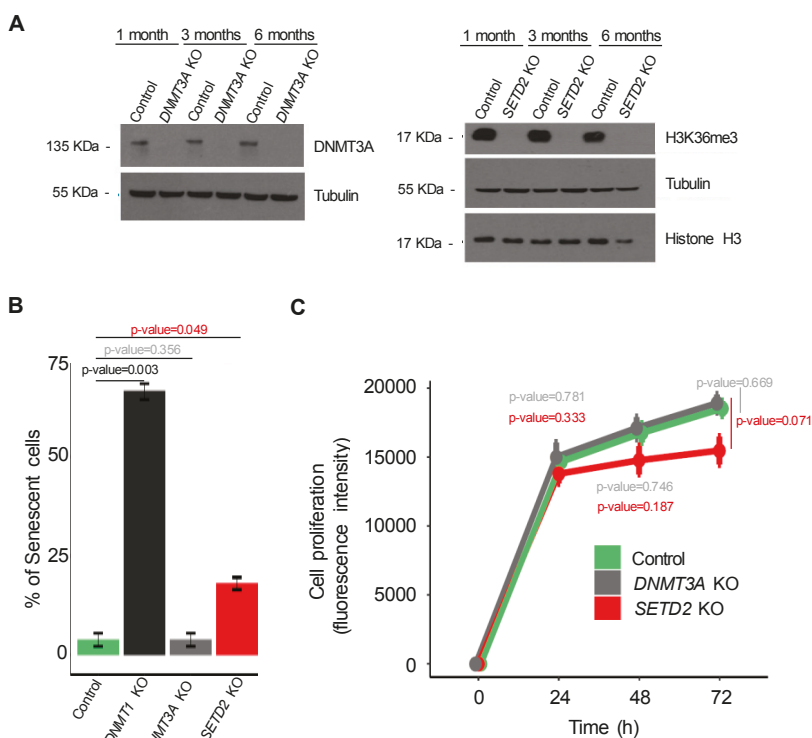 A
1 month 3 months 6 months
Control DNMT3A KO Control DNMT3A KO Control DNMT3A KO
135 KDa - DNMT3A
55 KDa - Tubulin
1 month 3 months 6 months
Control SETD2 KO Control SETD2 KO Control SETD2 KO
17 KDa - H3K36me3
55 KDa - Tubulin
17 KDa - Histone H3
B
p-value=0.049
p-value=0.356
p-value=0.003
% of Senescent cells
75
50
25
0
Control
DNMT1 KO
SETD2 KO
C
Cell proliferation
(fluorescence intensity)
20000
15000
10000
5000
0
p-value=0.781
p-value=0.333
p-value=0.669
p-value=0.071
p-value=0.746
p-value=0.187
Control
DNMT3A KO
SETD2 KO
0 24 48 72
Time (h)